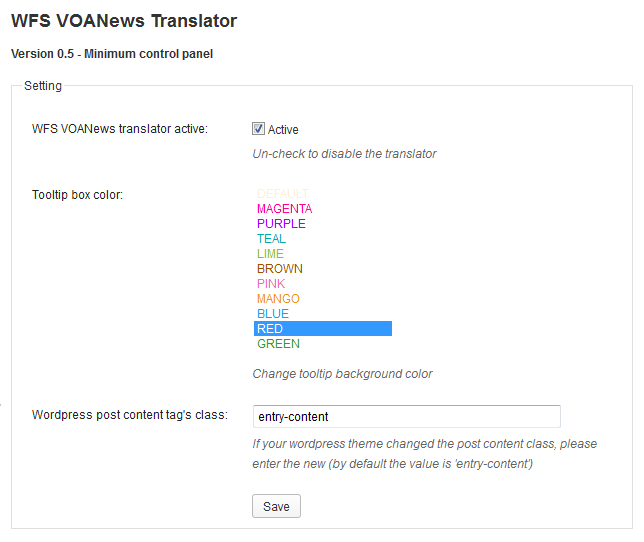 WFS VOANews Translator
Version 0.5 - Minimum control panel
Setting
WFS VOANews translator active:
Active
Un-check to disable the translator
Tooltip box color:
DEFAULT
MAGENTA
PURPLE
TEAL
LIME
BROWN
PINK
MANGO
BLUE
RED
GREEN
Change tooltip background color
Wordpress post content tag's class:
entry-content
If your wordpress theme changed the post content class, please
enter the new (by default the value is 'entry-content')
Save